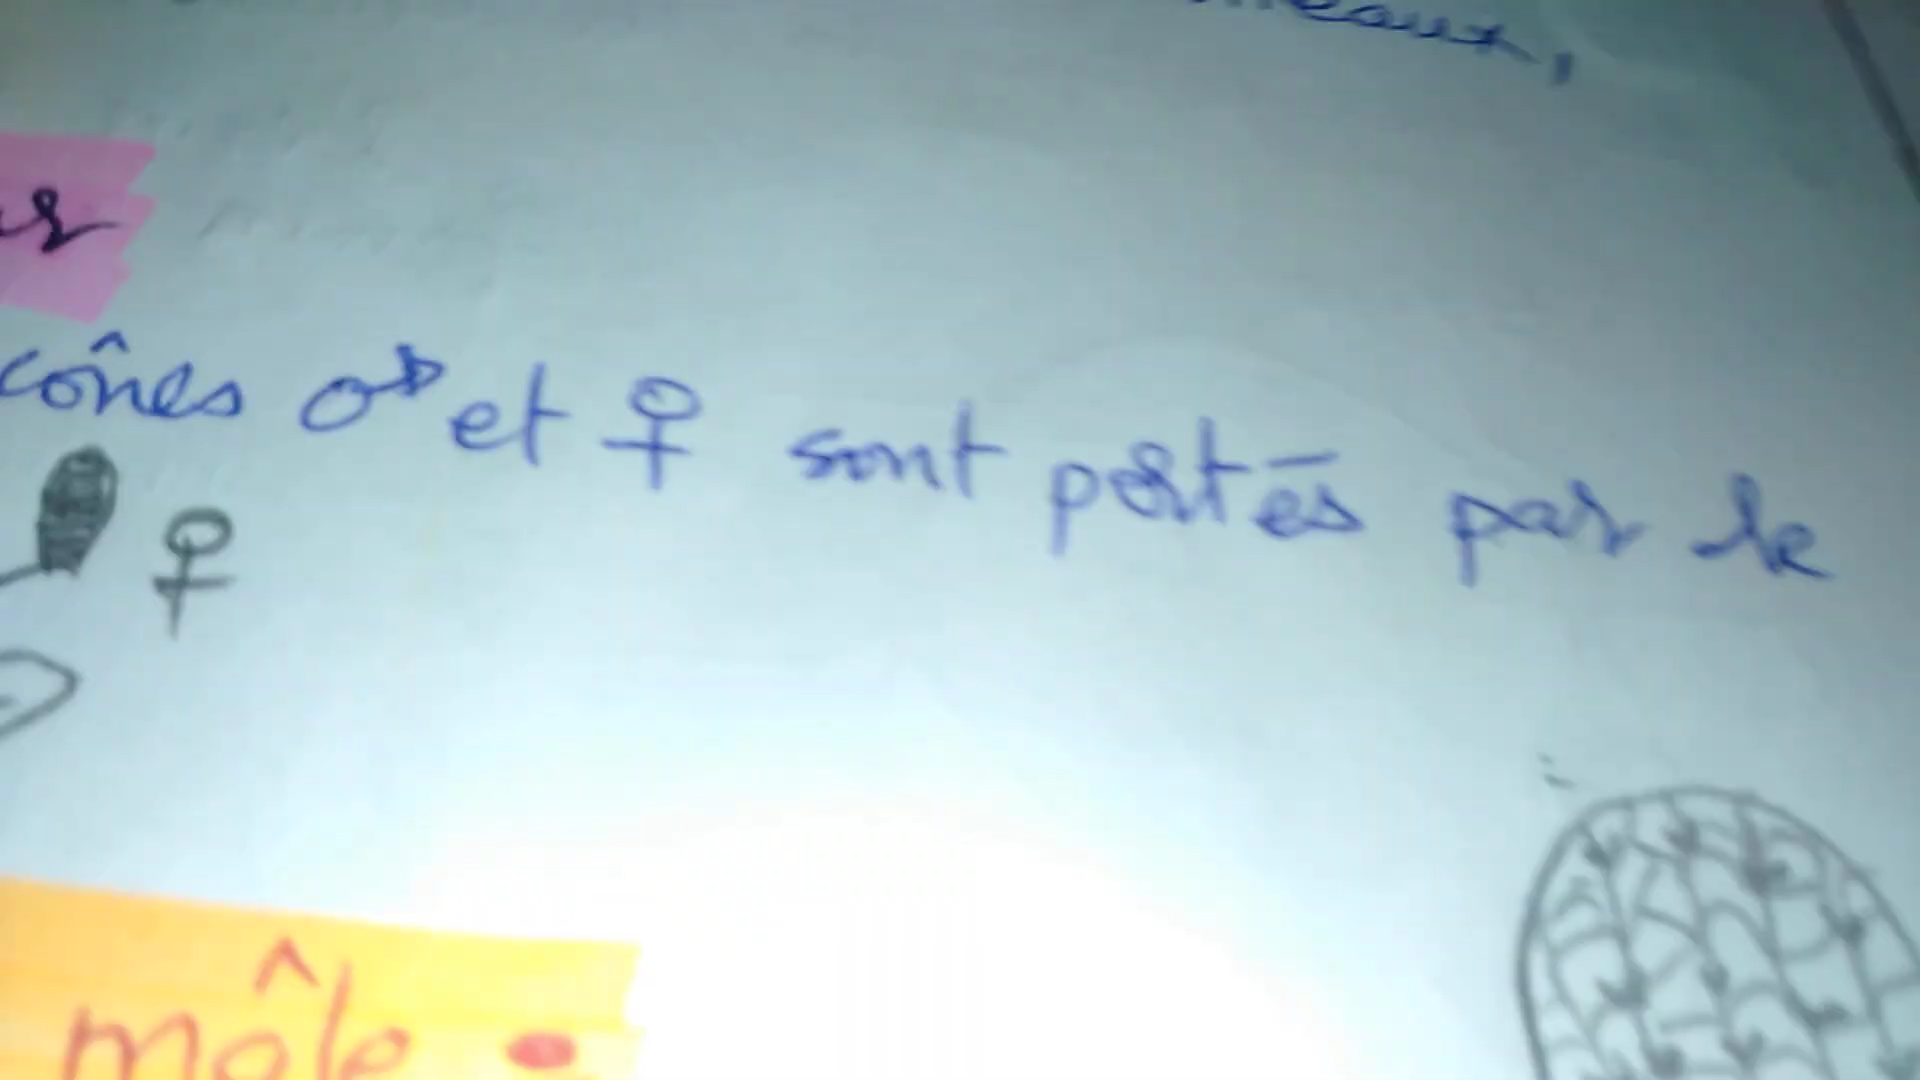 cônes ♂ et ♀ sont portés par le
♀
mâle